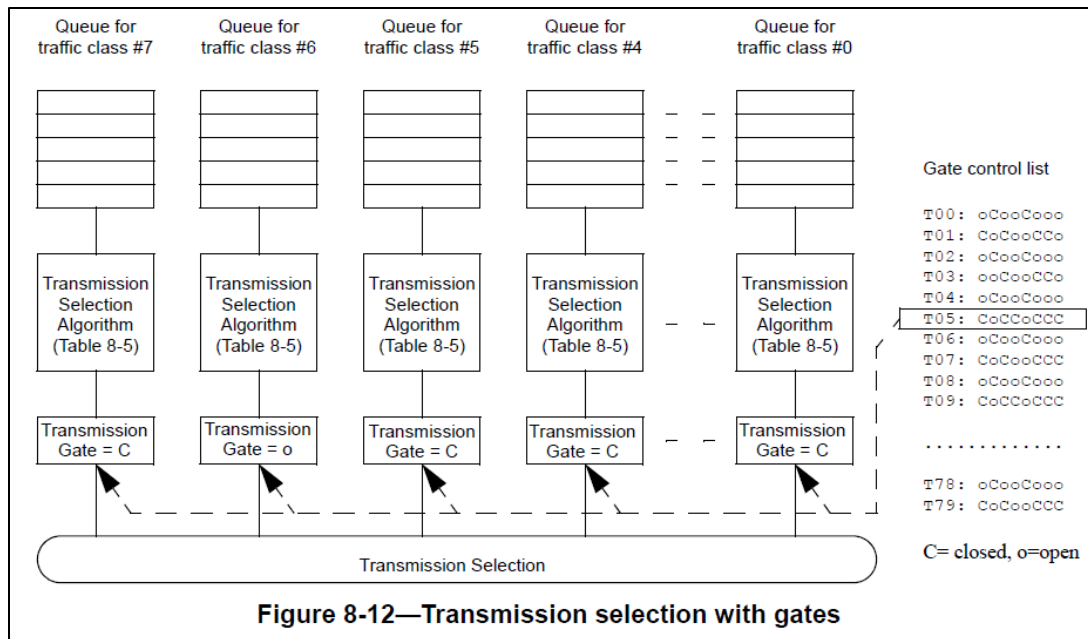 Queue for
traffic class #7
Queue for
traffic class #6
Queue for
traffic class #5
Queue for
traffic class #4
Queue for
traffic class #0
Transmission
Selection
Algorithm
(Table 8-5)
Transmission
Selection
Algorithm
(Table 8-5)
Transmission
Selection
Algorithm
(Table 8-5)
Transmission
Selection
Algorithm
(Table 8-5)
Transmission
Selection
Algorithm
(Table 8-5)
Transmission
Gate = C
Transmission
Gate = o
Transmission
Gate = C
Transmission
Gate = C
Transmission
Gate = C
Transmission Selection
Gate control list
T00: oCooCooo
T01: CoCooCCo
T02: oCooCooo
T03: ooCooCCo
T04: oCooCooo
T05: CoCCoCCC
T06: oCooCooo
T07: CoCooCCC
T08: oCooCooo
T09: CoCCoCCC
.............
T78: oCooCooo
T79: CoCooCCC
C= closed, o=open
Figure 8-12—Transmission selection with gates